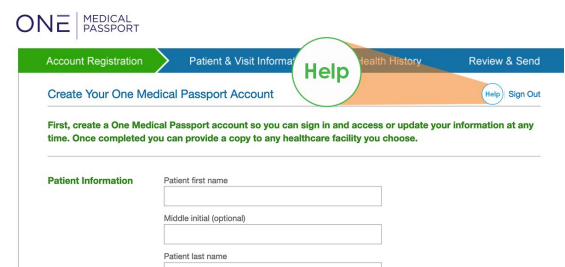 ONE MEDICAL PASSPORT
Account Registration Patient & Visit Informat Help Health History Review & Send
Create Your One Medical Passport Account Help Sign Out
First, create a One Medical Passport account so you can sign in and access or update your information at any
time. Once completed you can provide a copy to any healthcare facility you choose.
Patient Information Patient first name
Middle initial (optional)
Patient last name